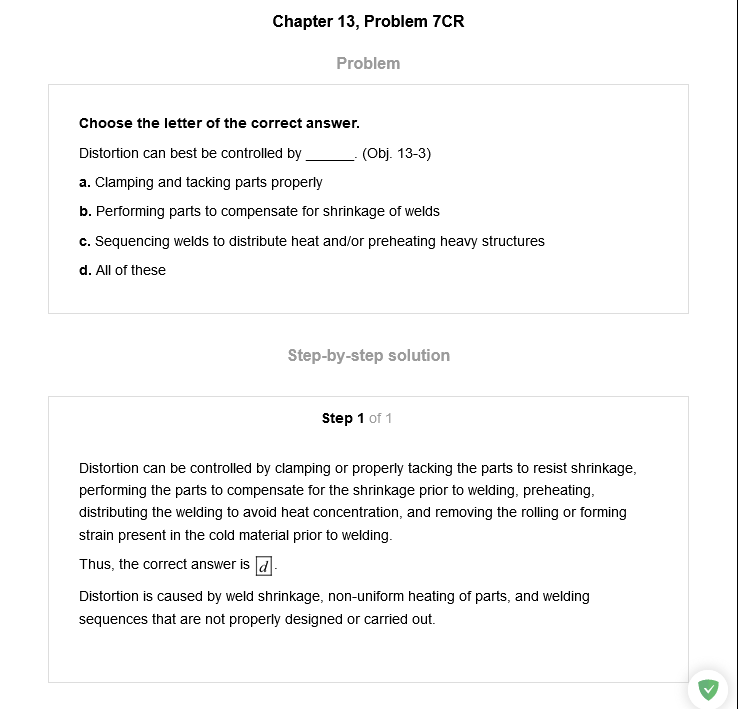 Chapter 13, Problem 7CR
Problem
Choose the letter of the correct answer.
Distortion can best be controlled by ______. (Obj. 13-3)
a. Clamping and tacking parts properly
b. Performing parts to compensate for shrinkage of welds
c. Sequencing welds to distribute heat and/or preheating heavy structures
d. All of these
Step-by-step solution
Step 1 of 1
Distortion can be controlled by clamping or properly tacking the parts to resist shrinkage,
performing the parts to compensate for the shrinkage prior to welding, preheating,
distributing the welding to avoid heat concentration, and removing the rolling or forming
strain present in the cold material prior to welding.
Thus, the correct answer is d.
Distortion is caused by weld shrinkage, non-uniform heating of parts, and welding
sequences that are not properly designed or carried out.